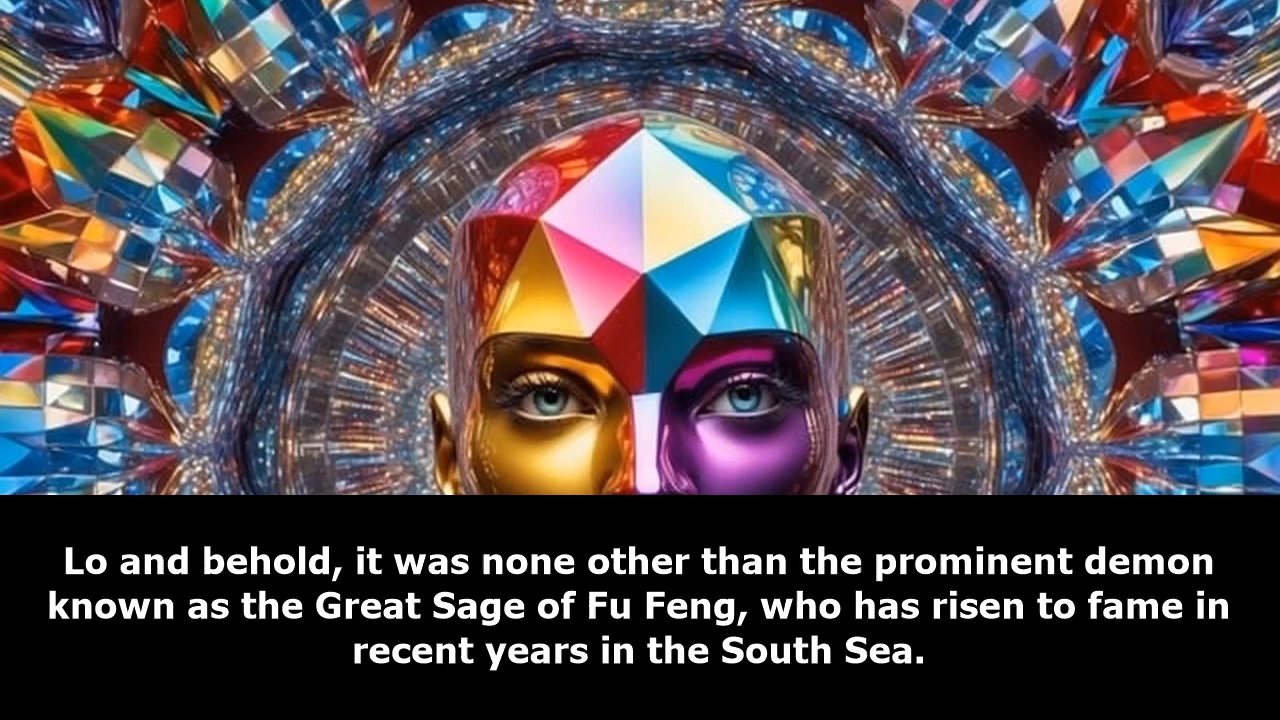 Lo and behold, it was none other than the prominent demon
known as the Great Sage of Fu Feng, who has risen to fame in
recent years in the South Sea.